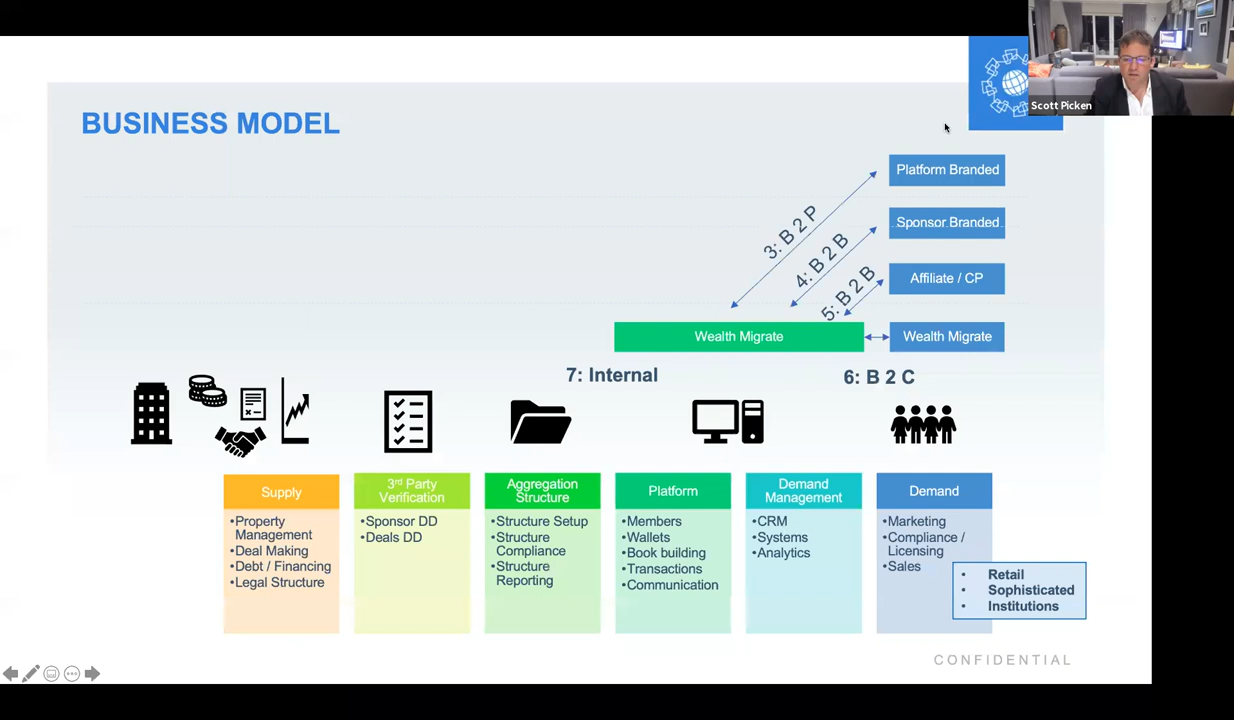 Scott Picken
BUSINESS MODEL
Platform Branded
3: B 2 P
Sponsor Branded
4: B 2 B
Affiliate / CP
5: B 2 B
Wealth Migrate
Wealth Migrate
7: Internal
6: B 2 C
Supply
•Property
Management
•Deal Making
•Debt / Financing
•Legal Structure
3rd Party
Verification
•Sponsor DD
•Deals DD
Aggregation
Structure
•Structure Setup
•Structure
Compliance
•Structure
Reporting
Platform
•Members
•Wallets
•Book building
•Transactions
•Communication
Demand
Management
•CRM
•Systems
•Analytics
Demand
•Marketing
•Compliance /
Licensing
•Sales
• Retail
• Sophisticated
• Institutions
CONFIDENTIAL